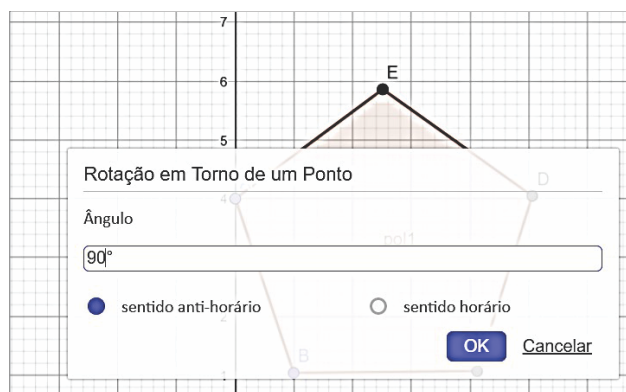 7
6
E
5
Rotação em Torno de um Ponto
D
4
Ângulo
pol1
90°
sentido anti-horário
sentido horário
2
OK
Cancelar
B
1